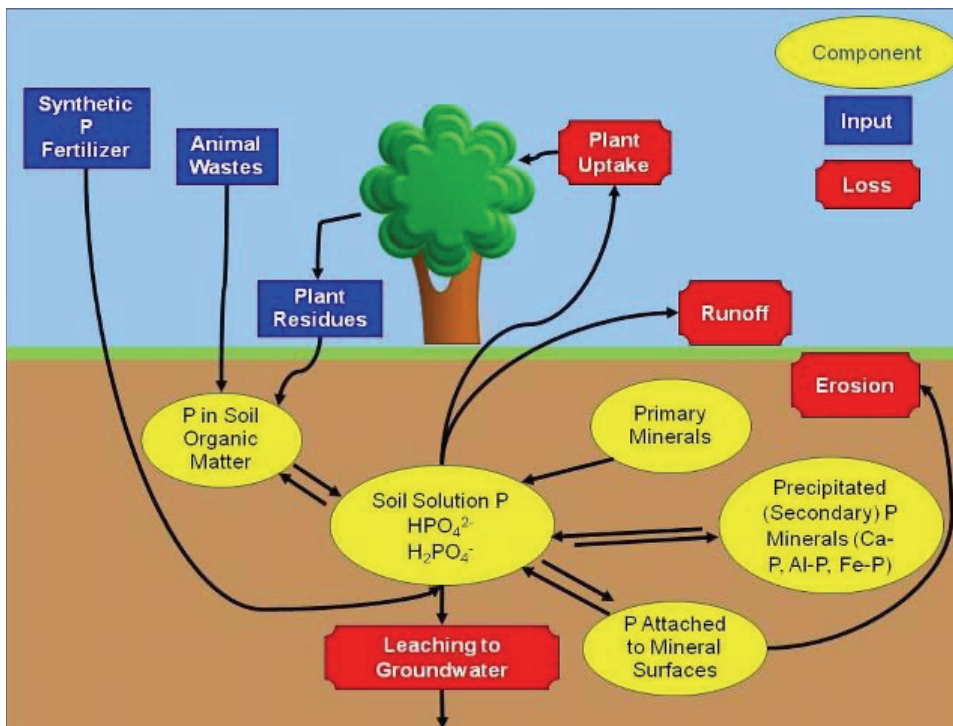 Component
Input
Loss
Synthetic
P
Fertilizer
Animal
Wastes
Plant
Uptake
Plant
Residues
Runoff
Erosion
P in Soil
Organic
Matter
Primary
Minerals
Soil Solution P
HPO₄²⁻
H₂PO₄⁻
Precipitated
(Secondary) P
Minerals (Ca-
P, Al-P, Fe-P)
P Attached
to Mineral
Surfaces
Leaching to
Groundwater